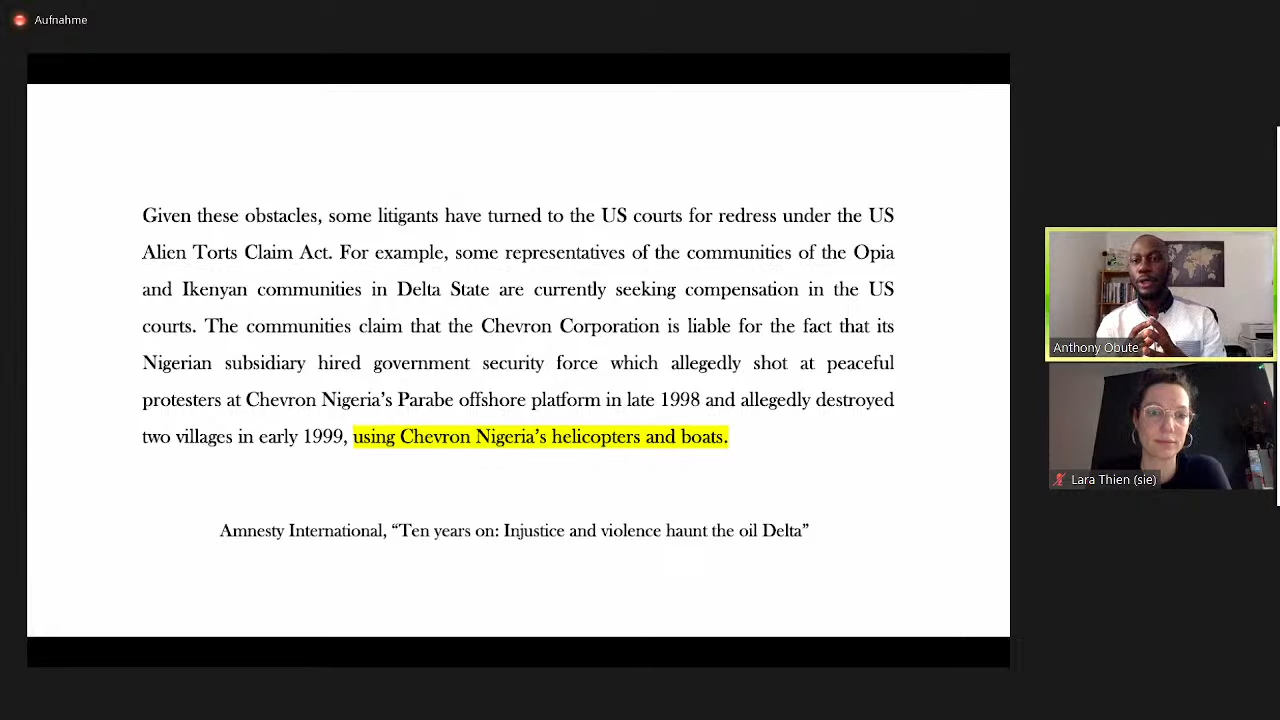 Aufnahme
Given these obstacles, some litigants have turned to the US courts for redress under the US
Alien Torts Claim Act. For example, some representatives of the communities of the Opia
and Ikenyan communities in Delta State are currently seeking compensation in the US
courts. The communities claim that the Chevron Corporation is liable for the fact that its
Nigerian subsidiary hired government security force which allegedly shot at peaceful
protesters at Chevron Nigeria’s Parabe offshore platform in late 1998 and allegedly destroyed
two villages in early 1999, using Chevron Nigeria’s helicopters and boats.
Amnesty International, “Ten years on: Injustice and violence haunt the oil Delta”
Anthony Obute
Lara Thien (sie)